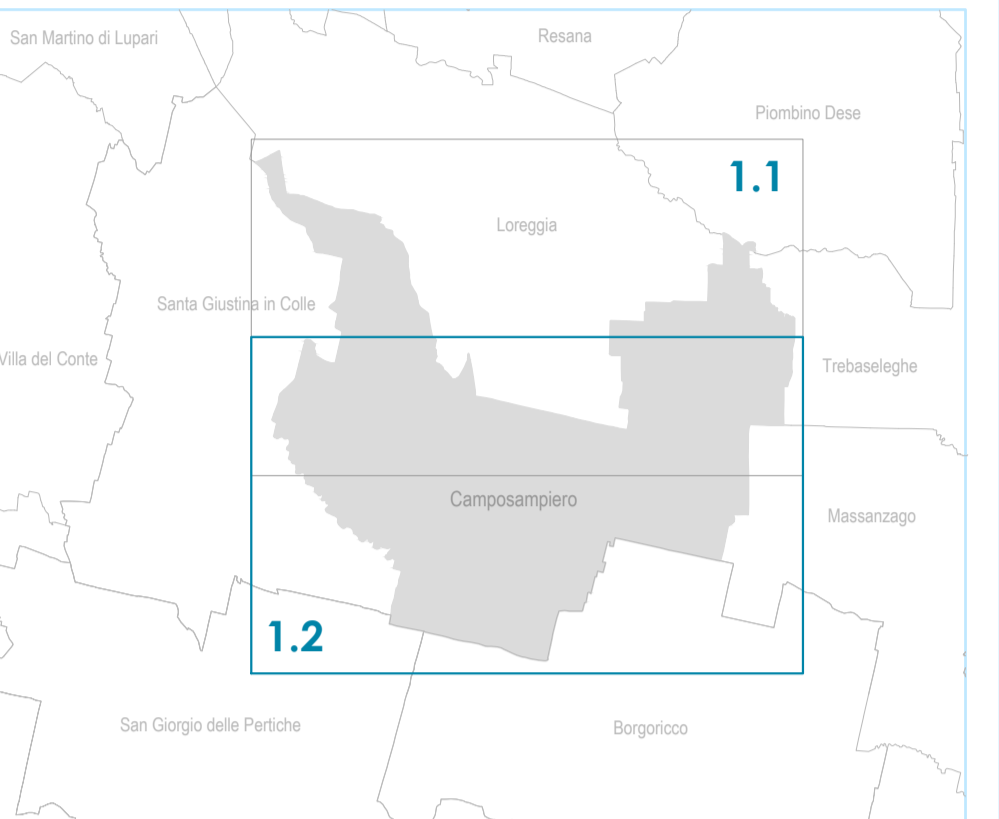 San Martino di Lupari
Resana
Piombino Dese
1.1
Loreggia
Santa Giustina in Colle
Villa del Conte
Trebaseleghe
Camposampiero
Massanzago
1.2
San Giorgio delle Pertiche
Borgoricco